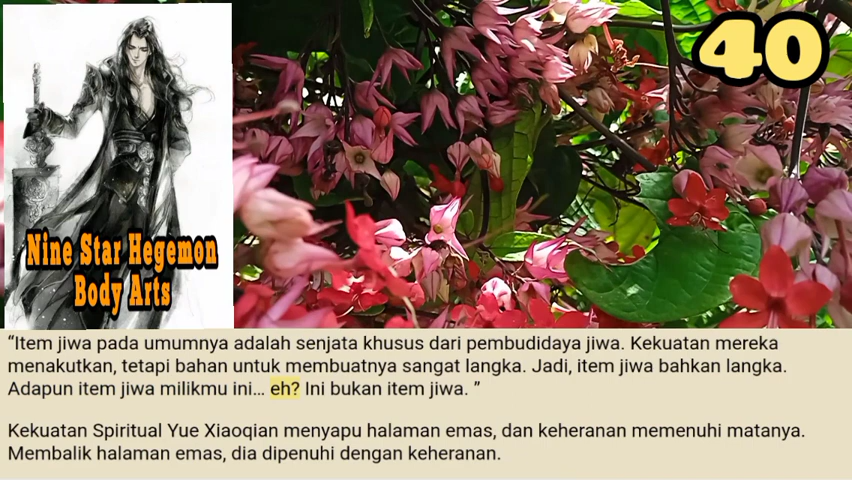 40
Nine Star Hegemon
Body Arts
“Item jiwa pada umumnya adalah senjata khusus dari pembudidaya jiwa. Kekuatan mereka
menakutkan, tetapi bahan untuk membuatnya sangat langka. Jadi, item jiwa bahkan langka.
Adapun item jiwa milikmu ini... eh? Ini bukan item jiwa. ”
Kekuatan Spiritual Yue Xiaoqian menyapu halaman emas, dan keheranan memenuhi matanya.
Membalik halaman emas, dia dipenuhi dengan keheranan.